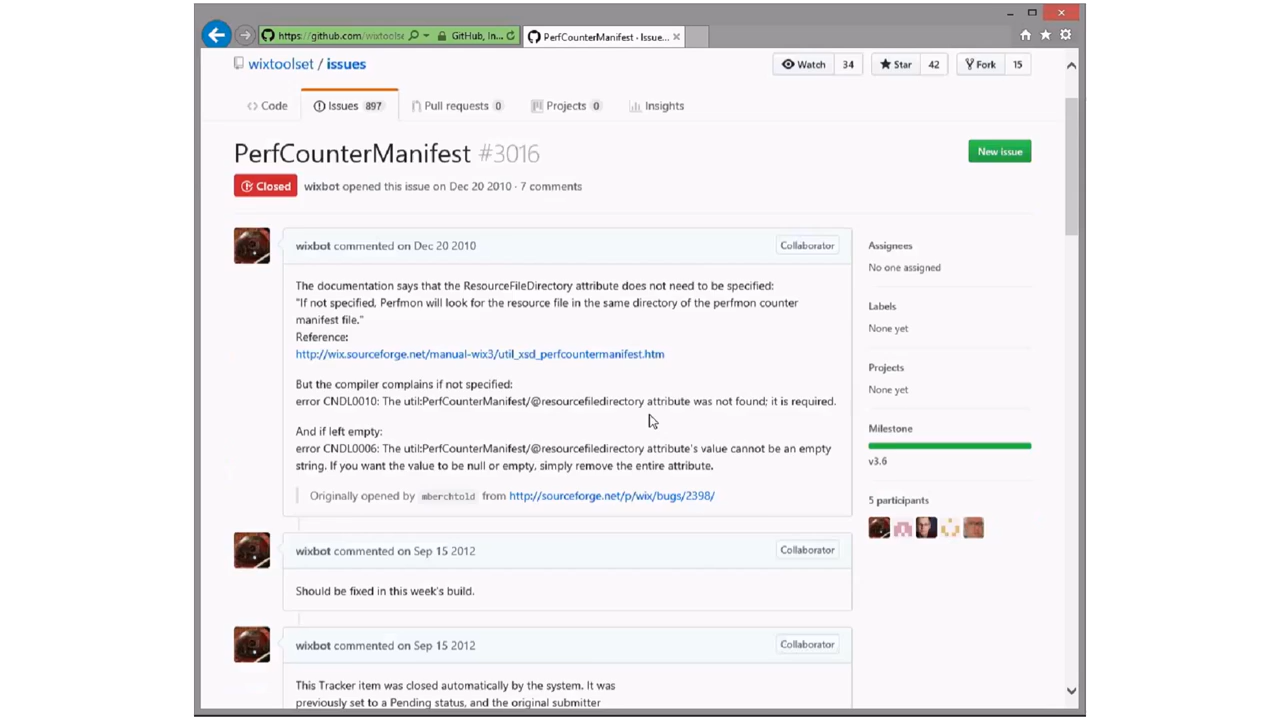 https://github.com/wixtoolse
GitHub, In...
PerfCounterManifest - Issue...
wixtoolset / issues
Watch 34
Star 42
Fork 15
Code
Issues 897
Pull requests 0
Projects 0
Insights
PerfCounterManifest #3016
New issue
Closed
wixbot opened this issue on Dec 20 2010 · 7 comments
wixbot commented on Dec 20 2010
Collaborator
The documentation says that the ResourceFileDirectory attribute does not need to be specified:
"If not specified, Perfmon will look for the resource file in the same directory of the perfmon counter
manifest file."
Reference:
http://wix.sourceforge.net/manual-wix3/util_xsd_perfcountermanifest.htm
But the compiler complains if not specified:
error CNDL0010: The util:PerfCounterManifest/@resourcefiledirectory attribute was not found; it is required.
And if left empty:
error CNDL0006: The util:PerfCounterManifest/@resourcefiledirectory attribute's value cannot be an empty
string. If you want the value to be null or empty, simply remove the entire attribute.
Originally opened by mberchtold from http://sourceforge.net/p/wix/bugs/2398/
wixbot commented on Sep 15 2012
Collaborator
Should be fixed in this week's build.
wixbot commented on Sep 15 2012
Collaborator
This Tracker item was closed automatically by the system. It was
previously set to a Pending status, and the original submitter
Assignees
No one assigned
Labels
None yet
Projects
None yet
Milestone
v3.6
5 participants